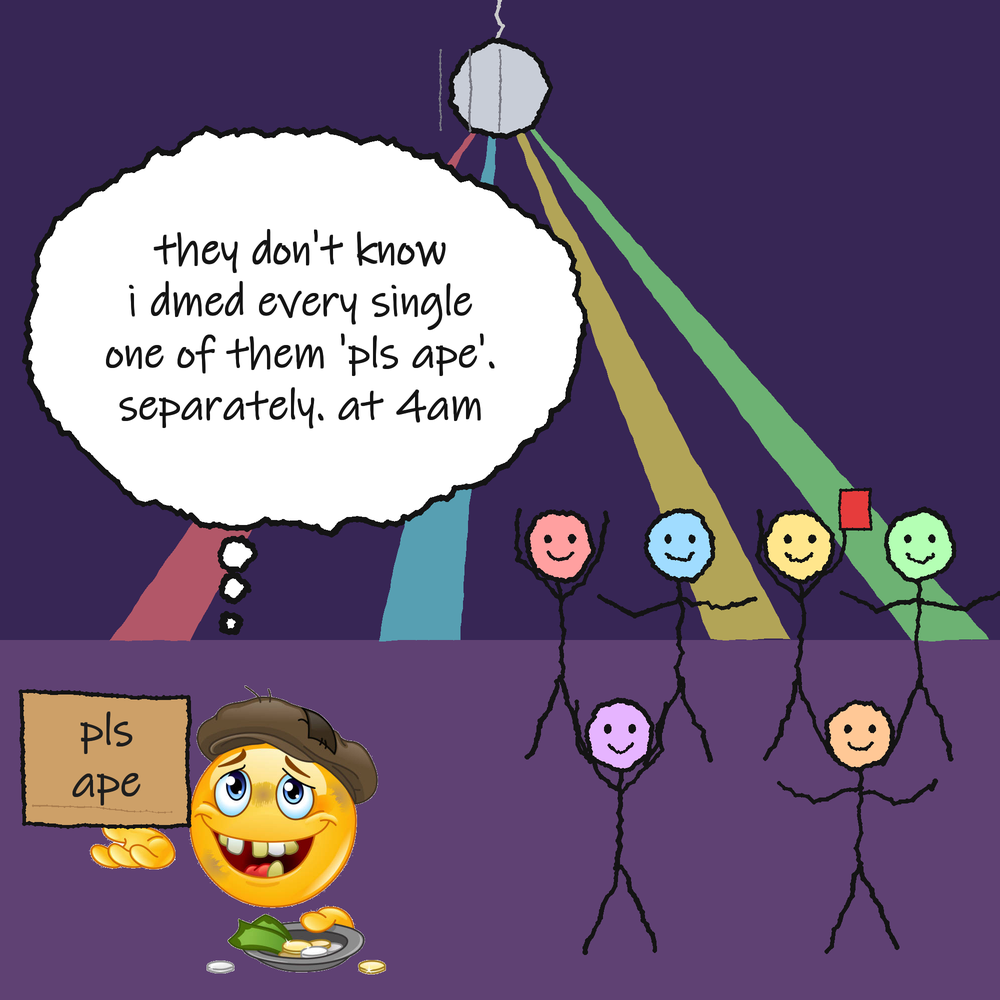 they don't know
i dmed every single
one of them 'pls ape'.
separately. at 4am
pls
ape